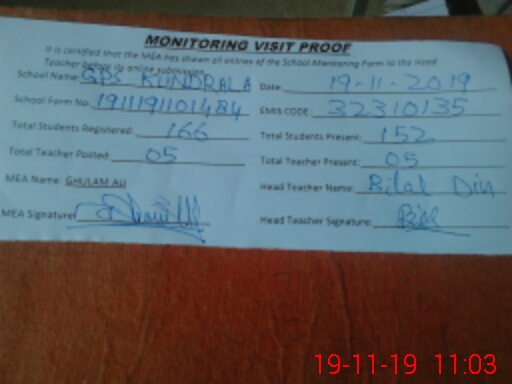 MONITORING VISIT PROOF
It is certified that the MEA has shown all entries of the School Monitoring Form to the Head
Teacher before its online submission
School Name: GPS KUNDRALA Date: 19-11-2019
School Form No. 1911191101484 EMIS CODE: 32310135
Total Students Registered: 166 Total Students Present: 152
Total Teacher Posted: 05 Total Teacher Present: 05
MEA Name: GHULAM ALI Head Teacher Name: Bilal Din
MEA Signature: Head Teacher Signature:
19-11-19 11:03